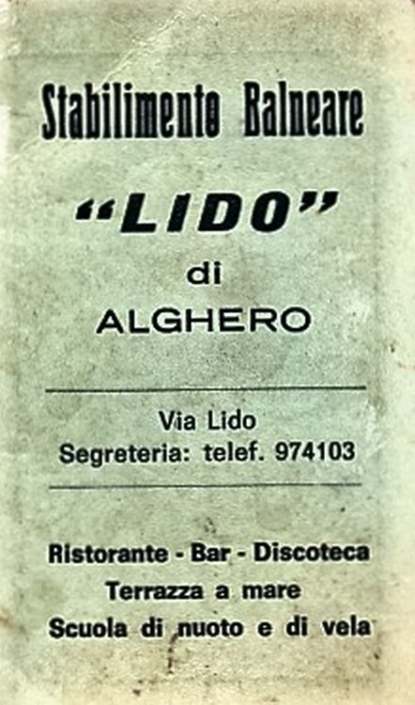 Stabilimento Balneare
“LIDO”
di
ALGHERO
Via Lido
Segreteria: telef. 974103
Ristorante - Bar - Discoteca
Terrazza a mare
Scuola di nuoto e di vela